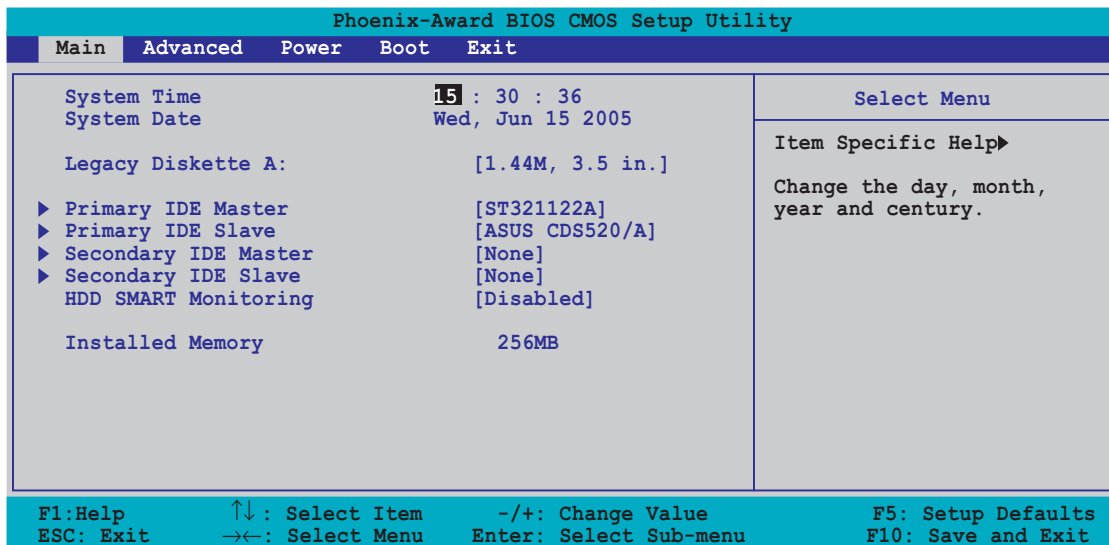 Phoenix-Award BIOS CMOS Setup Utility
Main Advanced Power Boot Exit
System Time 15 : 30 : 36
System Date Wed, Jun 15 2005
Legacy Diskette A: [1.44M, 3.5 in.]
Primary IDE Master [ST321122A]
Primary IDE Slave [ASUS CDS520/A]
Secondary IDE Master [None]
Secondary IDE Slave [None]
HDD SMART Monitoring [Disabled]
Installed Memory 256MB
Select Menu
Item Specific Help
Change the day, month,
year and century.
F1:Help ↑↓: Select Item -/+: Change Value F5: Setup Defaults
ESC: Exit →←: Select Menu Enter: Select Sub-menu F10: Save and Exit